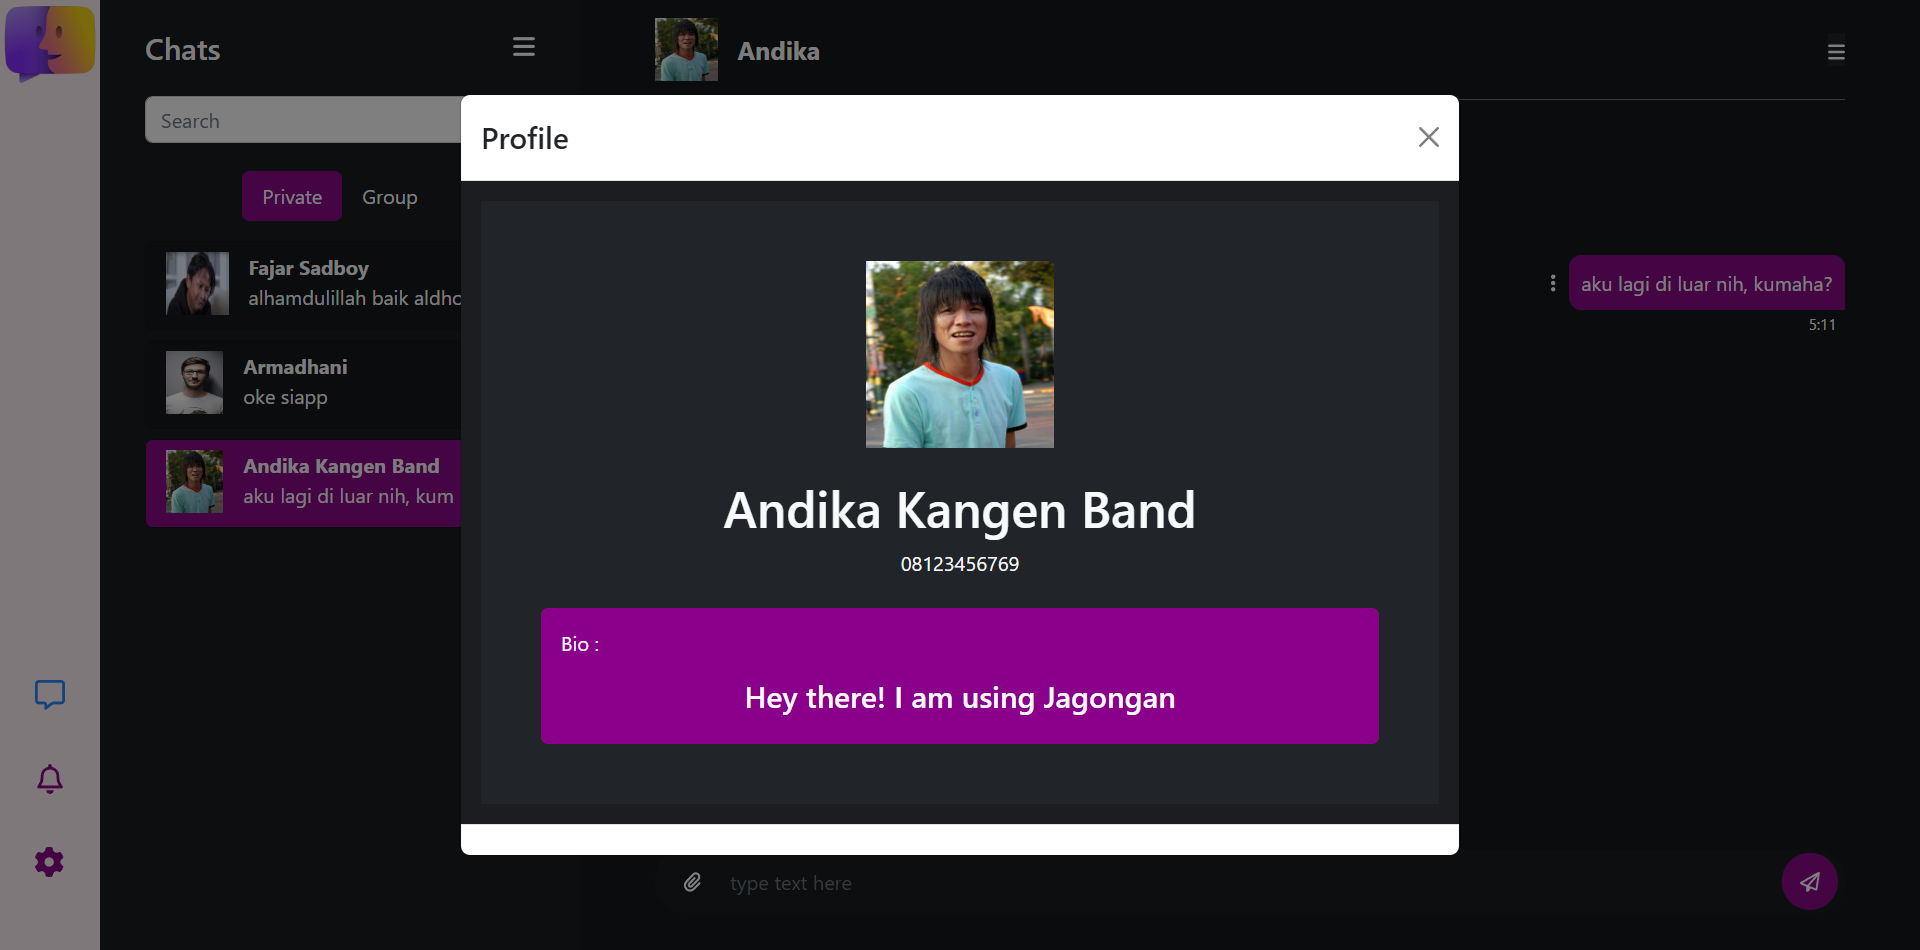 Chats
Search
Private
Group
Fajar Sadboy
alhamdulillah baik aldho
Armadhani
oke siapp
Andika Kangen Band
aku lagi di luar nih, kum
Andika
Profile
Andika Kangen Band
08123456769
Bio :
Hey there! I am using Jagongan
aku lagi di luar nih, kumaha?
5:11
type text here